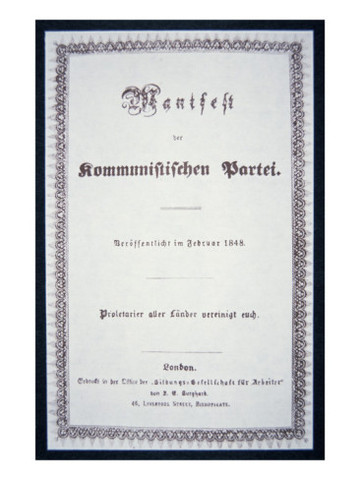 Manifest
der
Kommunistischen Partei.
Veröffentlicht im Februar 1848.
Proletarier aller Länder vereinigt euch.
London.
Gedruckt in der Office der „Bildungs-Gesellschaft für Arbeiter“
von J. E. Burghard.
46, LIVERPOOL STREET, BISHOPSGATE.